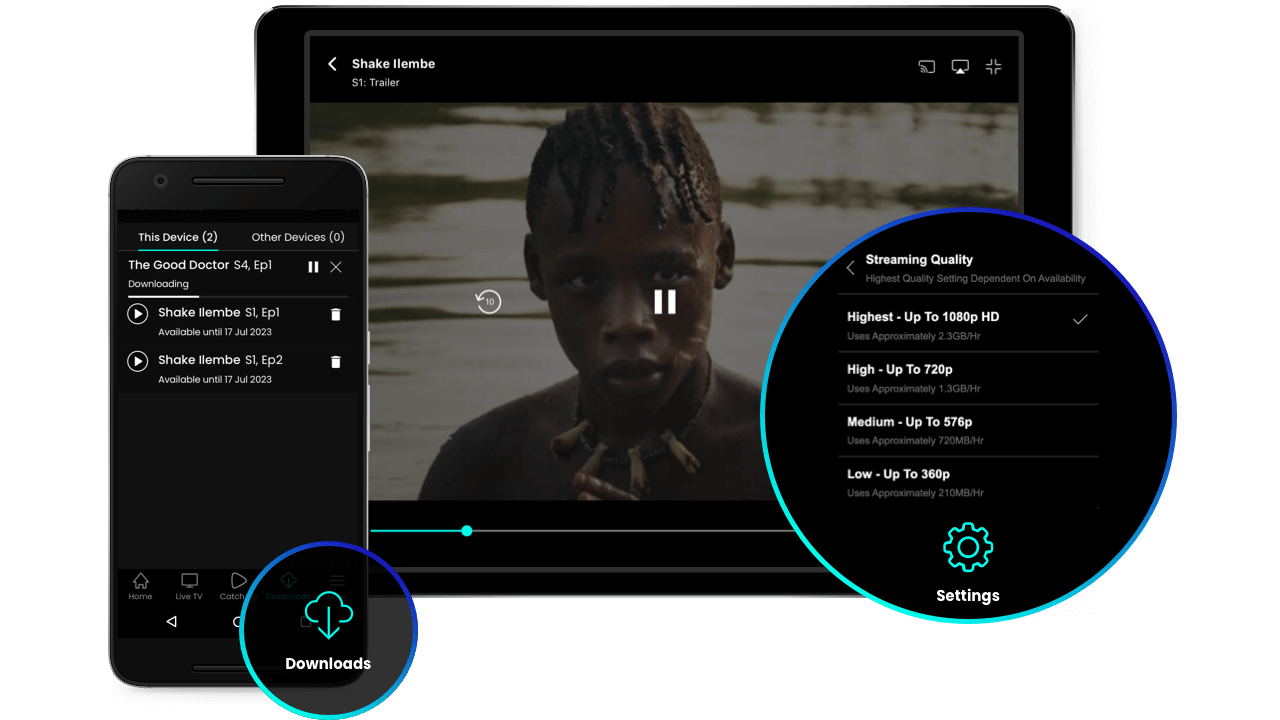 Shake Ilembe
S1: Trailer
10
This Device (2) Other Devices (0)
The Good Doctor S4, Ep1
Downloading
Shake Ilembe S1, Ep1
Available until 17 Jul 2023
Shake Ilembe S1, Ep2
Available until 17 Jul 2023
Home Live TV Catch Downloads
Downloads
Streaming Quality
Highest Quality Setting Dependent On Availability
Highest - Up To 1080p HD
Uses Approximately 2.3GB/Hr
High - Up To 720p
Uses Approximately 1.3GB/Hr
Medium - Up To 576p
Uses Approximately 720MB/Hr
Low - Up To 360p
Uses Approximately 210MB/Hr
Settings